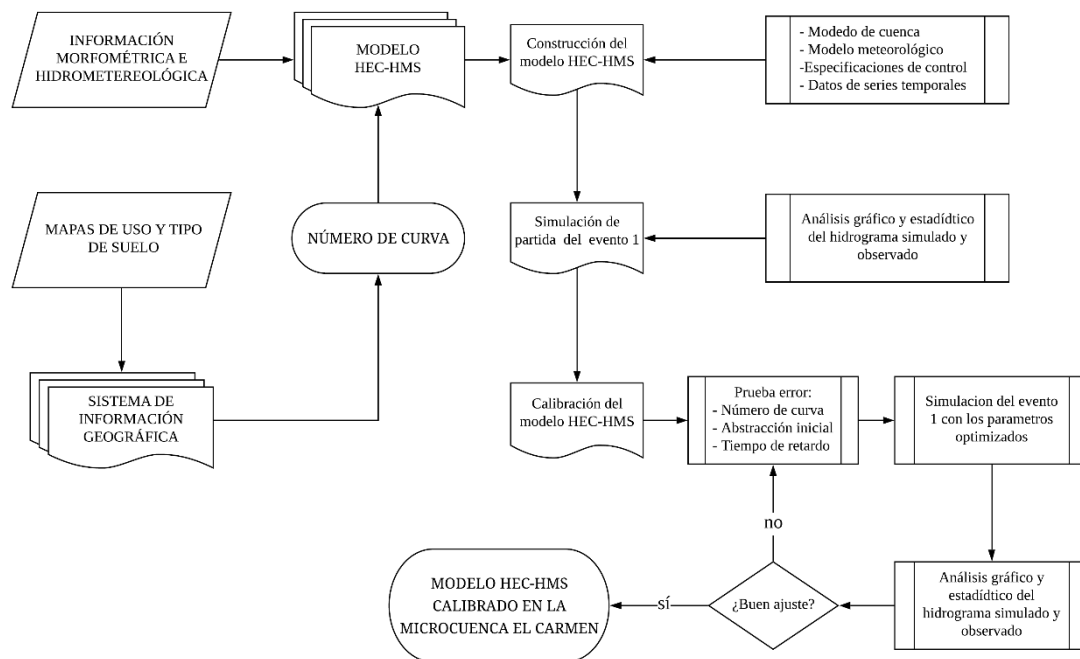 INFORMACIÓN
MORFOMÉTRICA E
HIDROMETEREOLÓGICA
MODELO
HEC-HMS
Construcción del
modelo HEC-HMS
- Modedo de cuenca
- Modelo meteorológico
-Especificaciones de control
- Datos de series temporales
MAPAS DE USO Y TIPO
DE SUELO
NÚMERO DE CURVA
Simulación de
partida del evento 1
Análisis gráfico y estadídtico
del hidrograma simulado y
observado
SISTEMA DE
INFORMACIÓN
GEOGRÁFICA
Calibración del
modelo HEC-HMS
Prueba error:
- Número de curva
- Abstracción inicial
- Tiempo de retardo
Simulacion del evento
1 con los parametros
optimizados
no
MODELO HEC-HMS
CALIBRADO EN LA
MICROCUENCA EL CARMEN
sí
¿Buen ajuste?
Análisis gráfico y
estadídtico del
hidrograma simulado y
observado